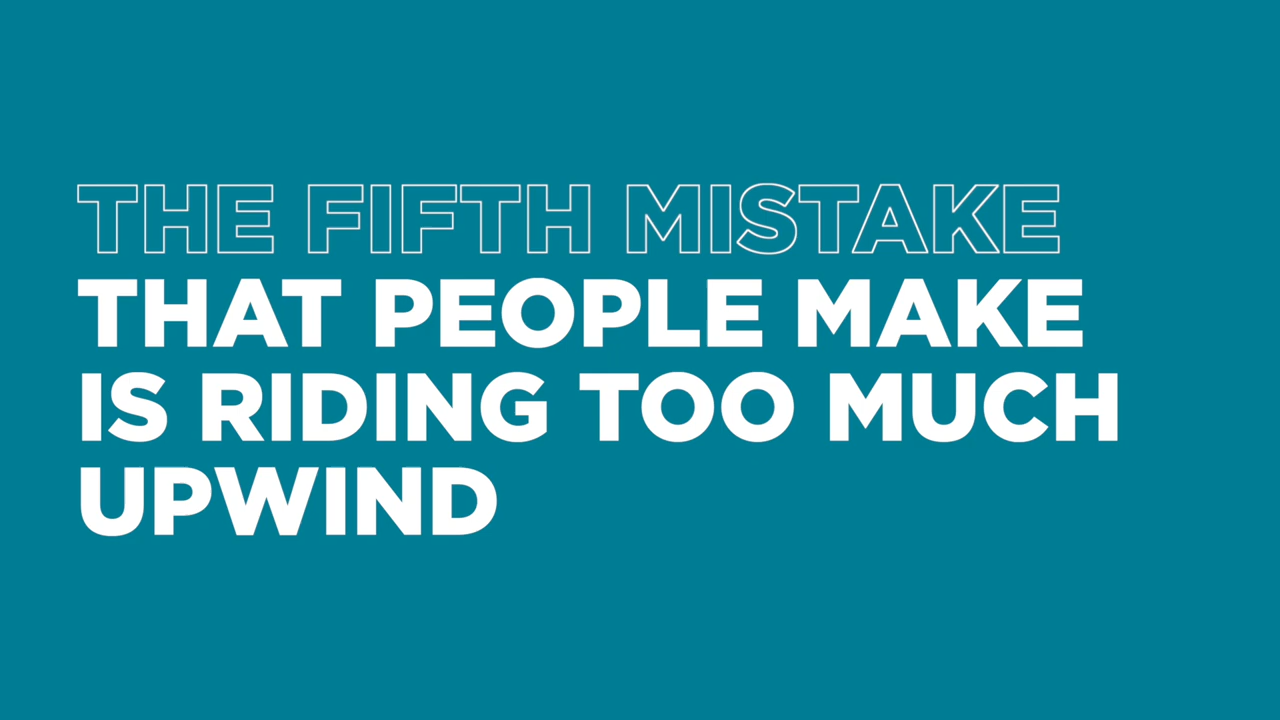 THE FIFTH MISTAKE
THAT PEOPLE MAKE
IS RIDING TOO MUCH
UPWIND